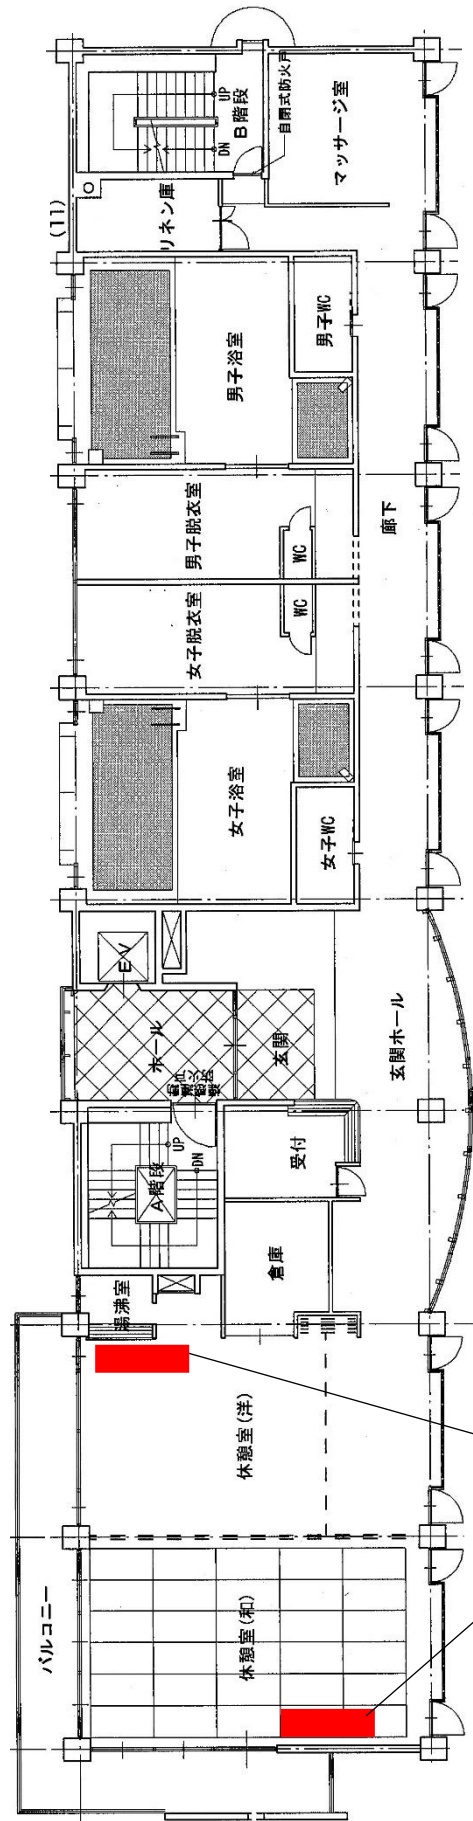 (11)
UP
DN
B階段
自閉式防火戸
マッサージ室
リネン庫
男子浴室
男子WC
男子脱衣室
WC
廊下
女子脱衣室
WC
女子浴室
女子WC
EV
ホール
玄関
玄関ホール
UP
DN
A階段
受付
倉庫
湯沸室
休憩室(洋)
バルコニー
休憩室(和)